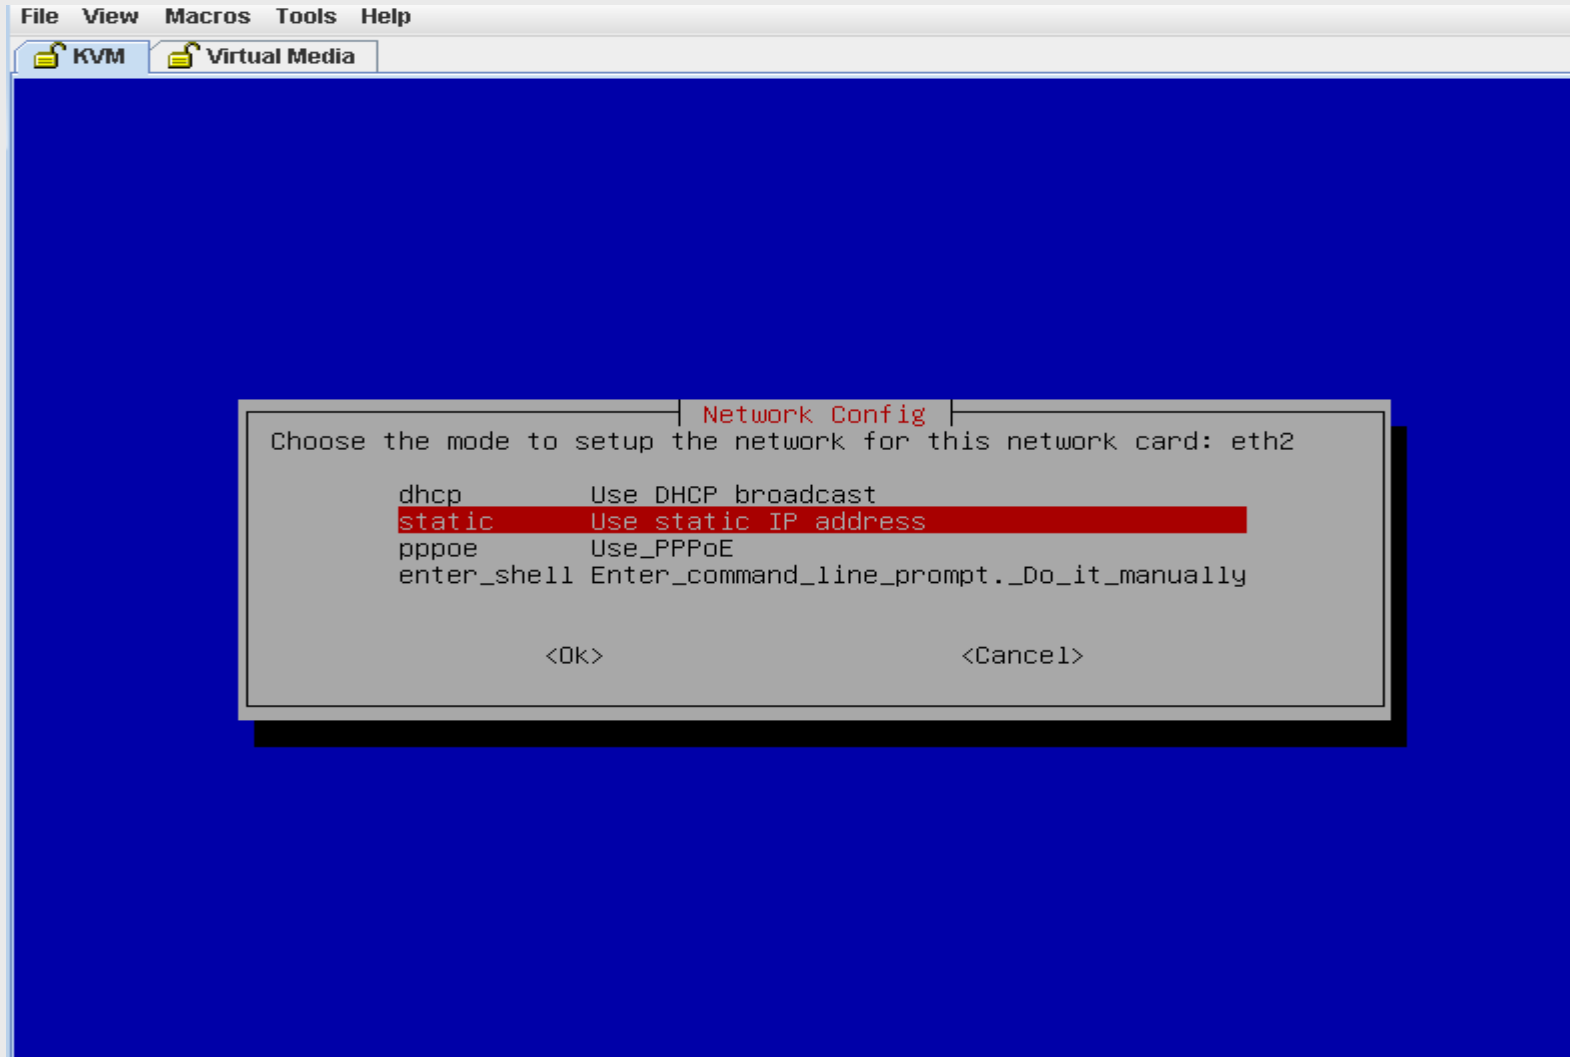 File View Macros Tools Help
KVM Virtual Media
Network Config
Choose the mode to setup the network for this network card: eth2
dhcp Use DHCP broadcast
static Use static IP address
pppoe Use_PPPoE
enter_shell Enter_command_line_prompt._Do_it_manually
<Ok> <Cancel>